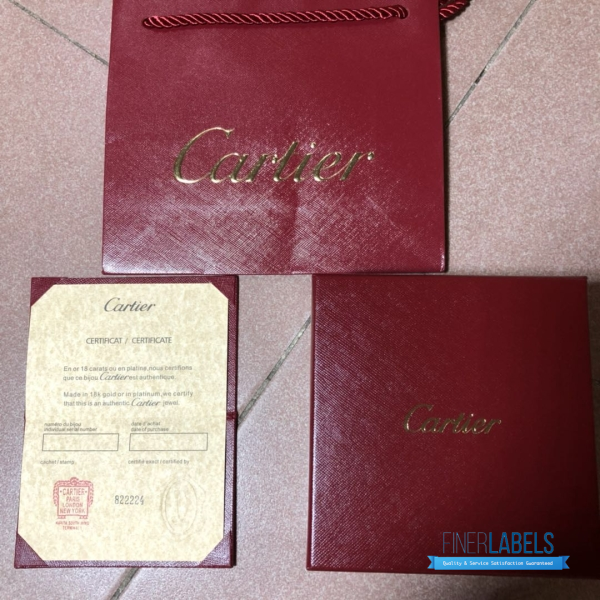 Cartier
Cartier
CERTIFICAT / CERTIFICATE
En or 18 carats ou en platine, nous certifions
que ce bijou Cartier est authentique.
Made in 18k gold or in platinum, we certify
that this is an authentic Cartier jewel.
numéro du bijou
individual serial number
date d'achat
date of purchase
cachet / stamp
certified by
CARTIER
PARIS
LONDON
NEW YORK
822224
Cartier
FINERLABELS
Quality & Service Satisfaction Guaranteed